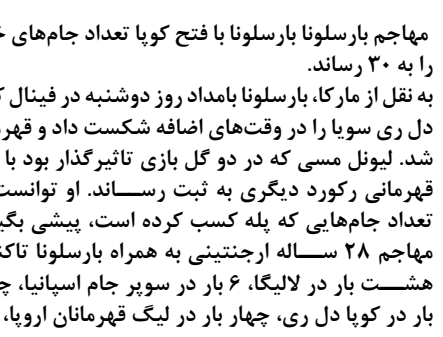 مهاجم بارسلونا بارسلونا با فتح کوپا تعداد جام‌های
را به ۳۰ رساند.
به نقل از مارکا، بارسلونا بامداد روز دوشنبه در فینال
دل ری سویا را در وقت‌های اضافه شکست داد و
شد. لیونل مسی که در دو گل بازی تاثیرگذار بود با
قهرمانی رکورد دیگری به ثبت رســـاند. او
تعداد جام‌هایی که پله کسب کرده است، پیشی
مهاجم ۲۸ ســـاله ارجنتینی به همراه بارسلونا
هشـــت بار در لالیگا، ۶ بار در سوپر جام اسپانیا،
بار در کوپا دل ری، چهار بار در لیگ قهرمانان اروپا،